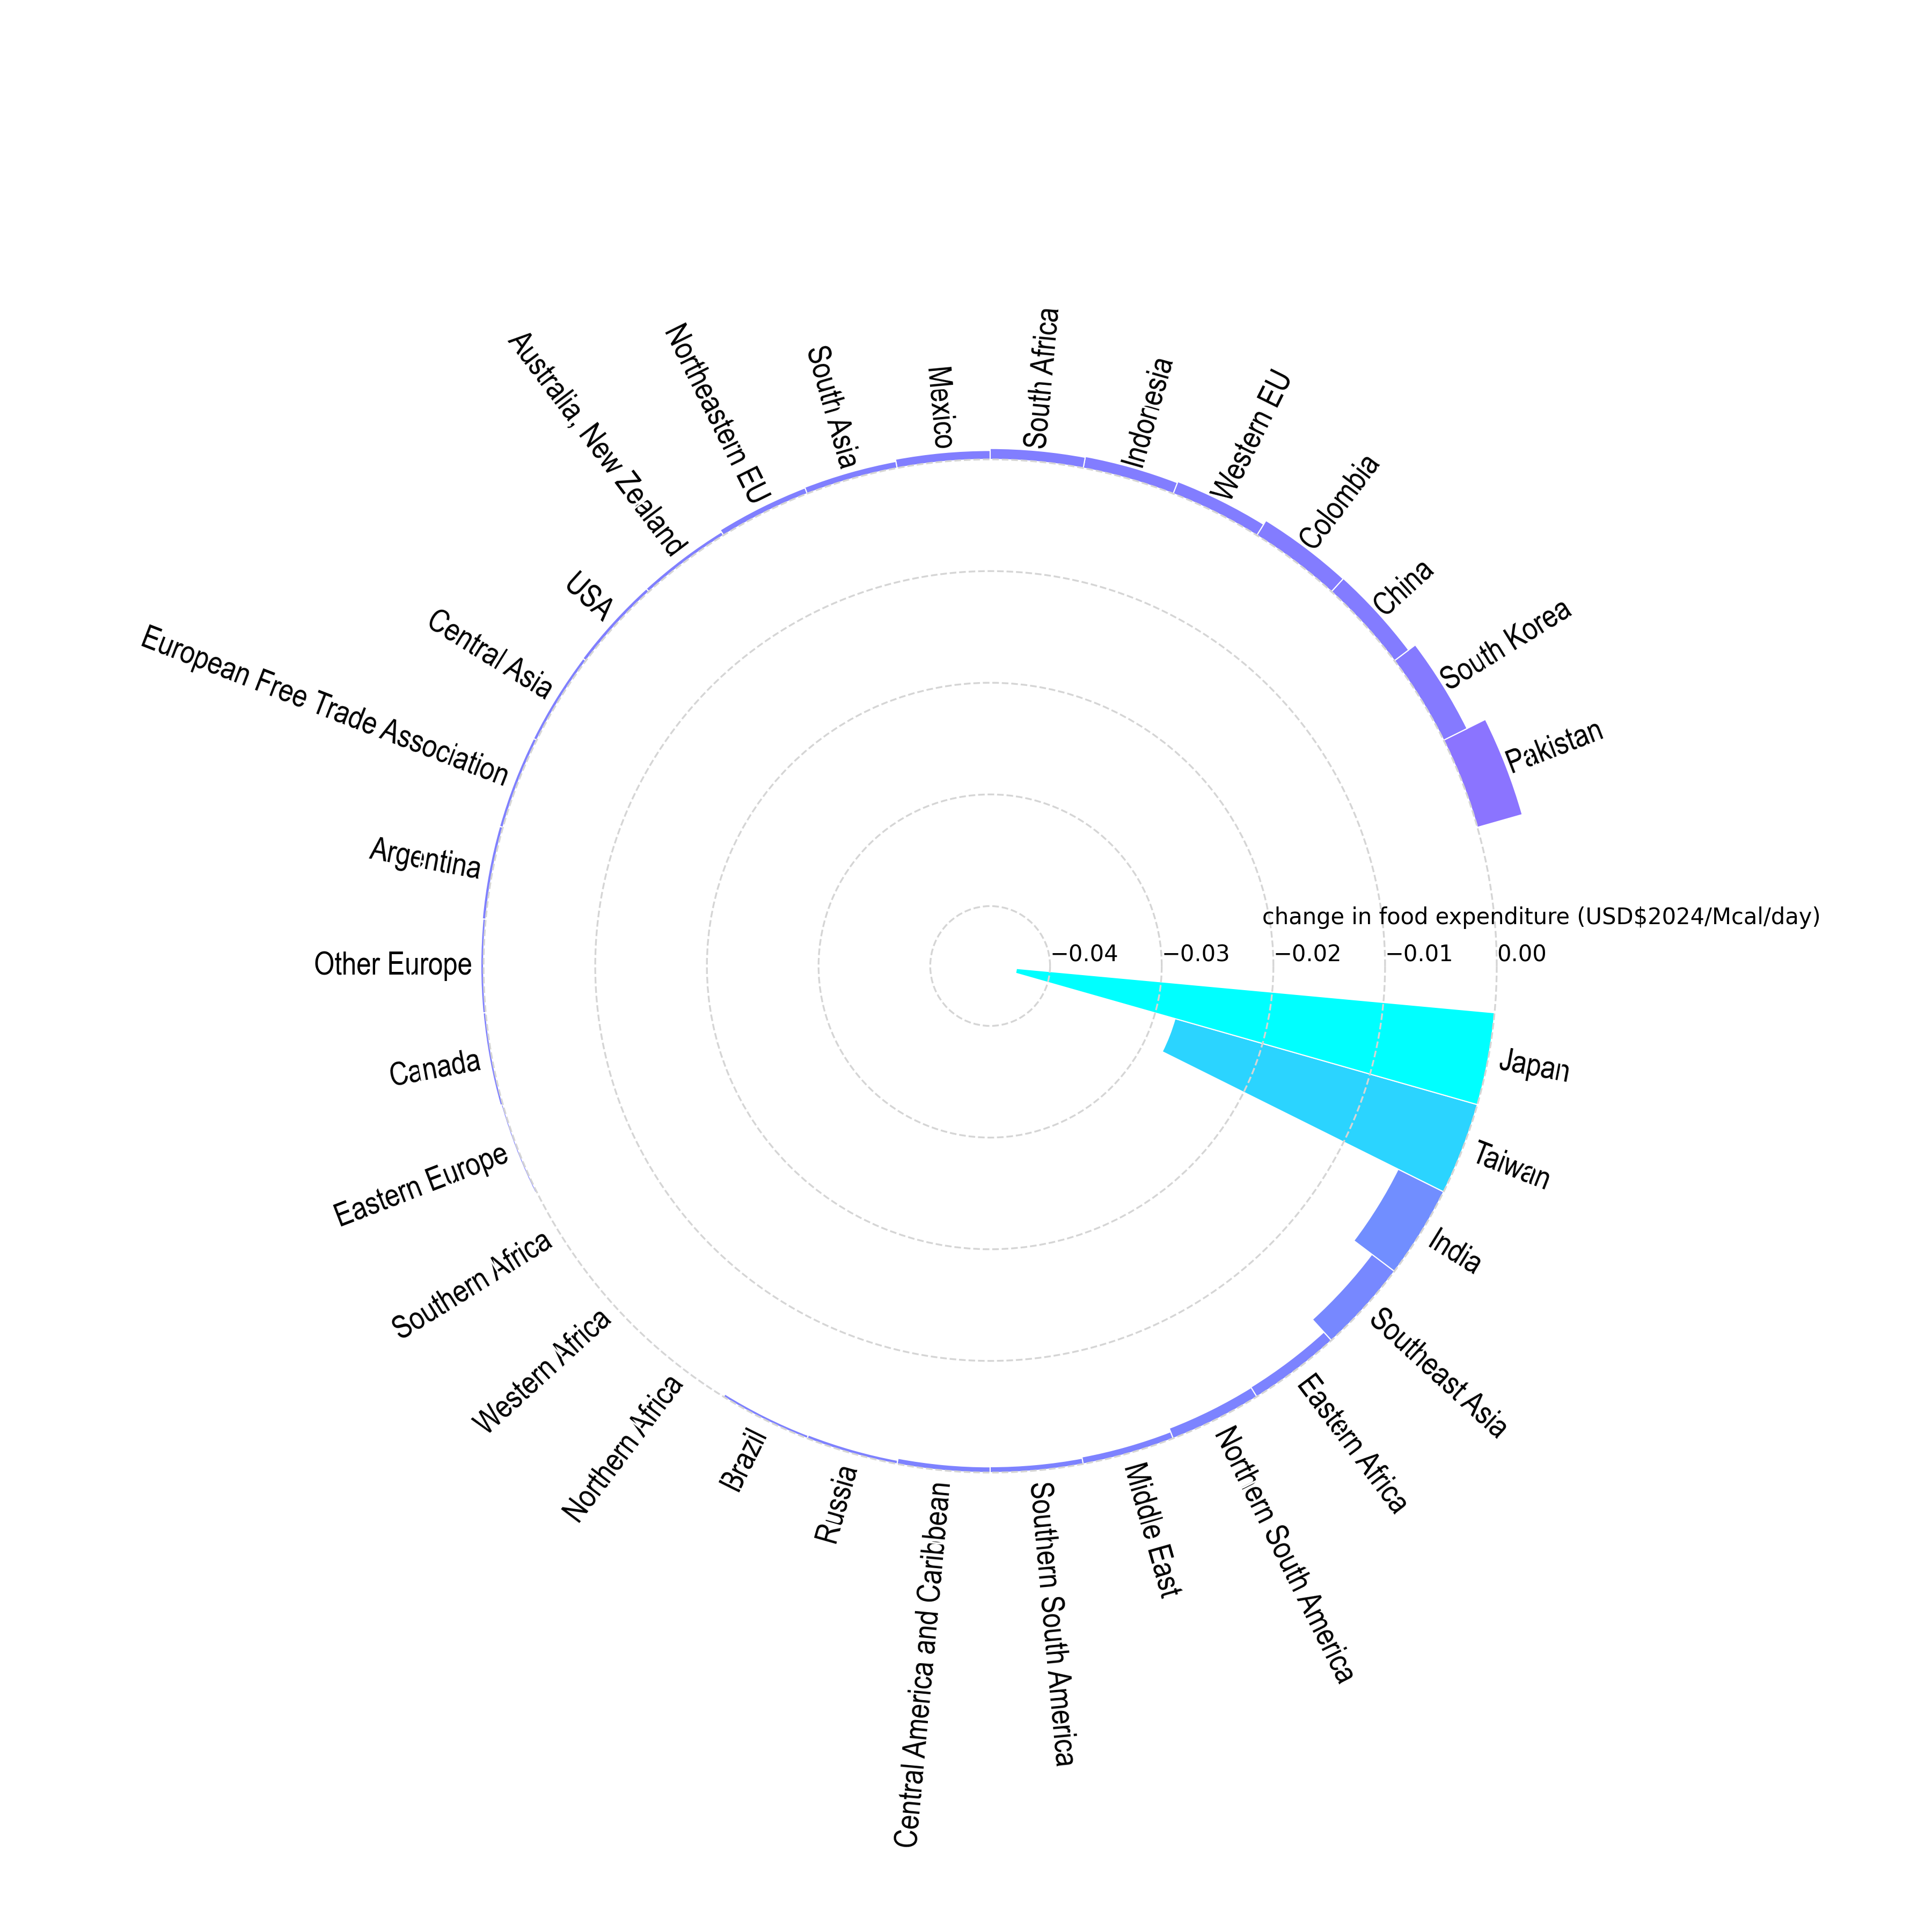 change in food expenditure (USD$2024/Mcal/day)
−0.04
−0.03
−0.02
−0.01
0.00
Pakistan
South Korea
China
Colombia
Western EU
Indonesia
South Africa
Mexico
South Asia
Northeastern EU
Australia, New Zealand
USA
Central Asia
European Free Trade Association
Argentina
Other Europe
Canada
Eastern Europe
Southern Africa
Western Africa
Northern Africa
Brazil
Russia
Central America and Caribbean
Southern South America
Middle East
Northern South America
Eastern Africa
Southeast Asia
India
Taiwan
Japan